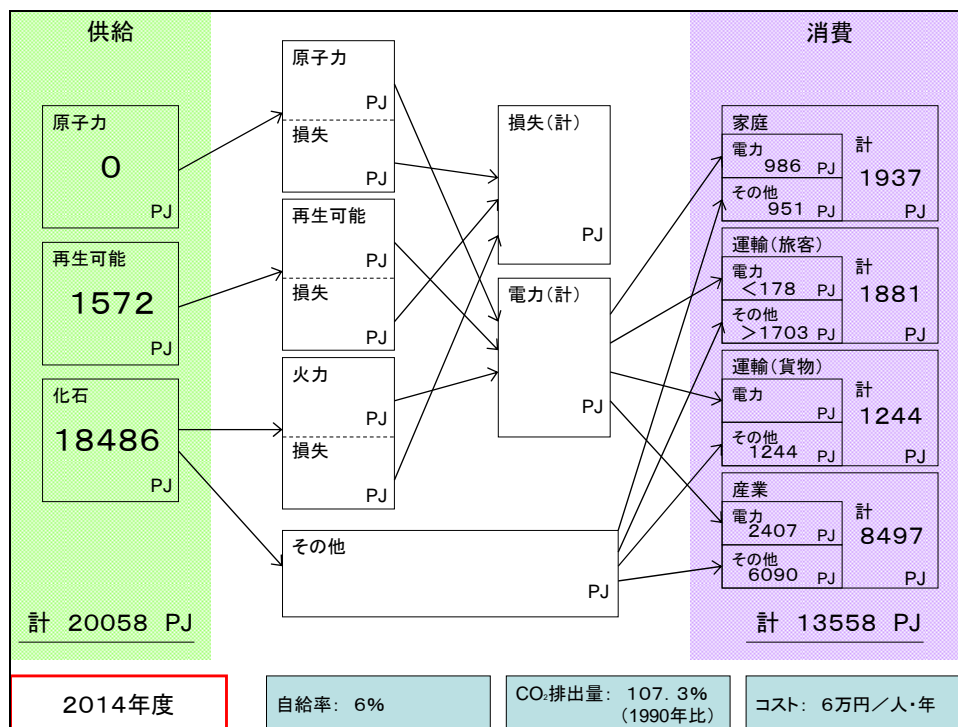 供給
原子力
0
PJ
再生可能
1572
PJ
化石
18486
PJ
計 20058 PJ
原子力
PJ
損失
PJ
再生可能
PJ
損失
PJ
火力
PJ
損失
PJ
その他
PJ
損失(計)
PJ
電力(計)
PJ
消費
家庭
電力
986 PJ
その他
951 PJ
計
1937
PJ
運輸(旅客)
電力
<178 PJ
その他
>1703 PJ
計
1881
PJ
運輸(貨物)
電力
PJ
その他
1244 PJ
計
1244
PJ
産業
電力
2407 PJ
その他
6090 PJ
計
8497
PJ
計 13558 PJ
2014年度
自給率: 6%
CO₂排出量: 107.3%
(1990年比)
コスト: 6万円/人・年